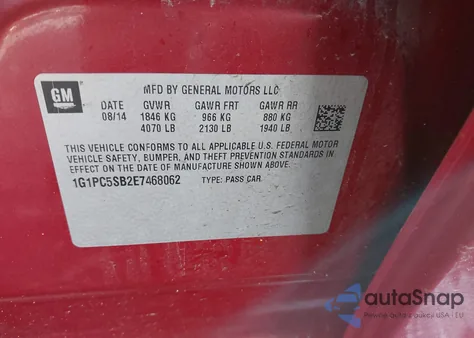 GM
MFD BY GENERAL MOTORS LLC
DATE GVWR GAWR FRT GAWR RR
08/14 1846 KG 966 KG 880 KG
4070 LB 2130 LB 1940 LB
THIS VEHICLE CONFORMS TO ALL APPLICABLE U.S. FEDERAL MOTOR
VEHICLE SAFETY, BUMPER, AND THEFT PREVENTION STANDARDS IN
EFFECT ON THE DATE OF MANUFACTURE SHOWN ABOVE.
1G1PC5SB2E7468062 TYPE: PASS CAR.
autoSnap
USA